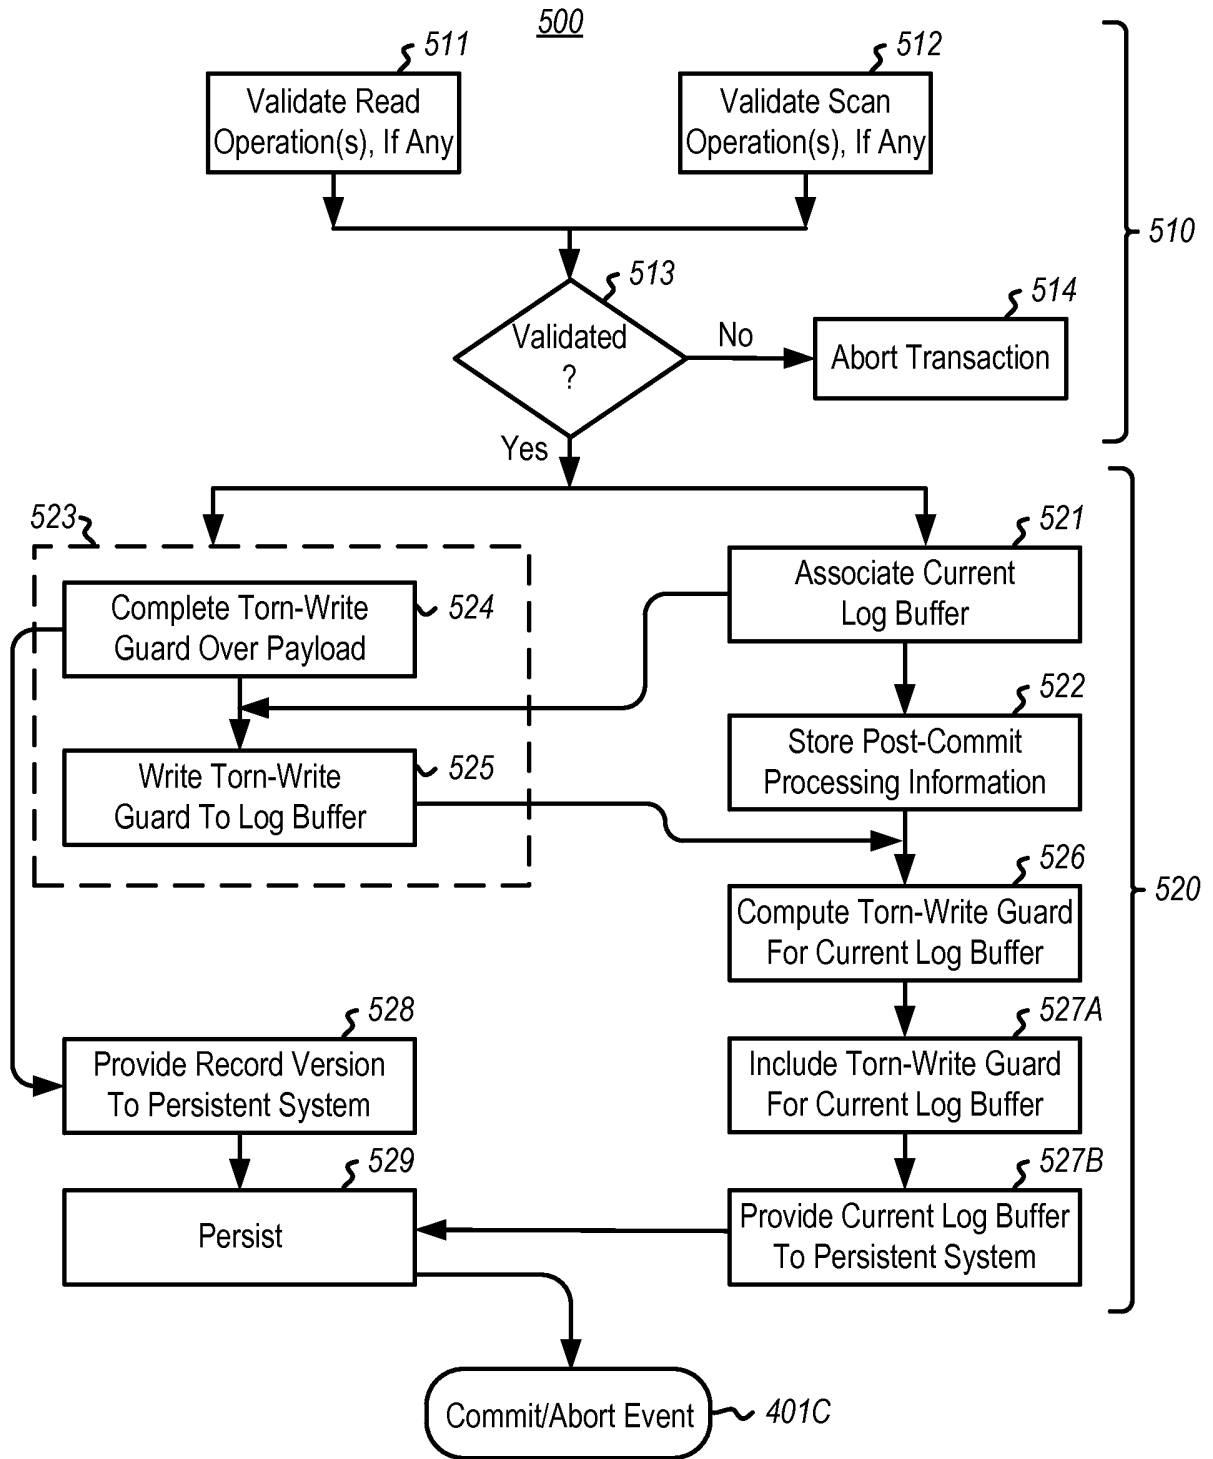 500
511
512
Validate Read
Operation(s), If Any
Validate Scan
Operation(s), If Any
510
513
514
Validated
?
No
Abort Transaction
Yes
523
521
Complete Torn-Write
Guard Over Payload
524
Associate Current
Log Buffer
522
Store Post-Commit
Processing Information
Write Torn-Write
Guard To Log Buffer
525
526
520
Compute Torn-Write Guard
For Current Log Buffer
528
527A
Provide Record Version
To Persistent System
Include Torn-Write Guard
For Current Log Buffer
529
527B
Persist
Provide Current Log Buffer
To Persistent System
Commit/Abort Event
401C